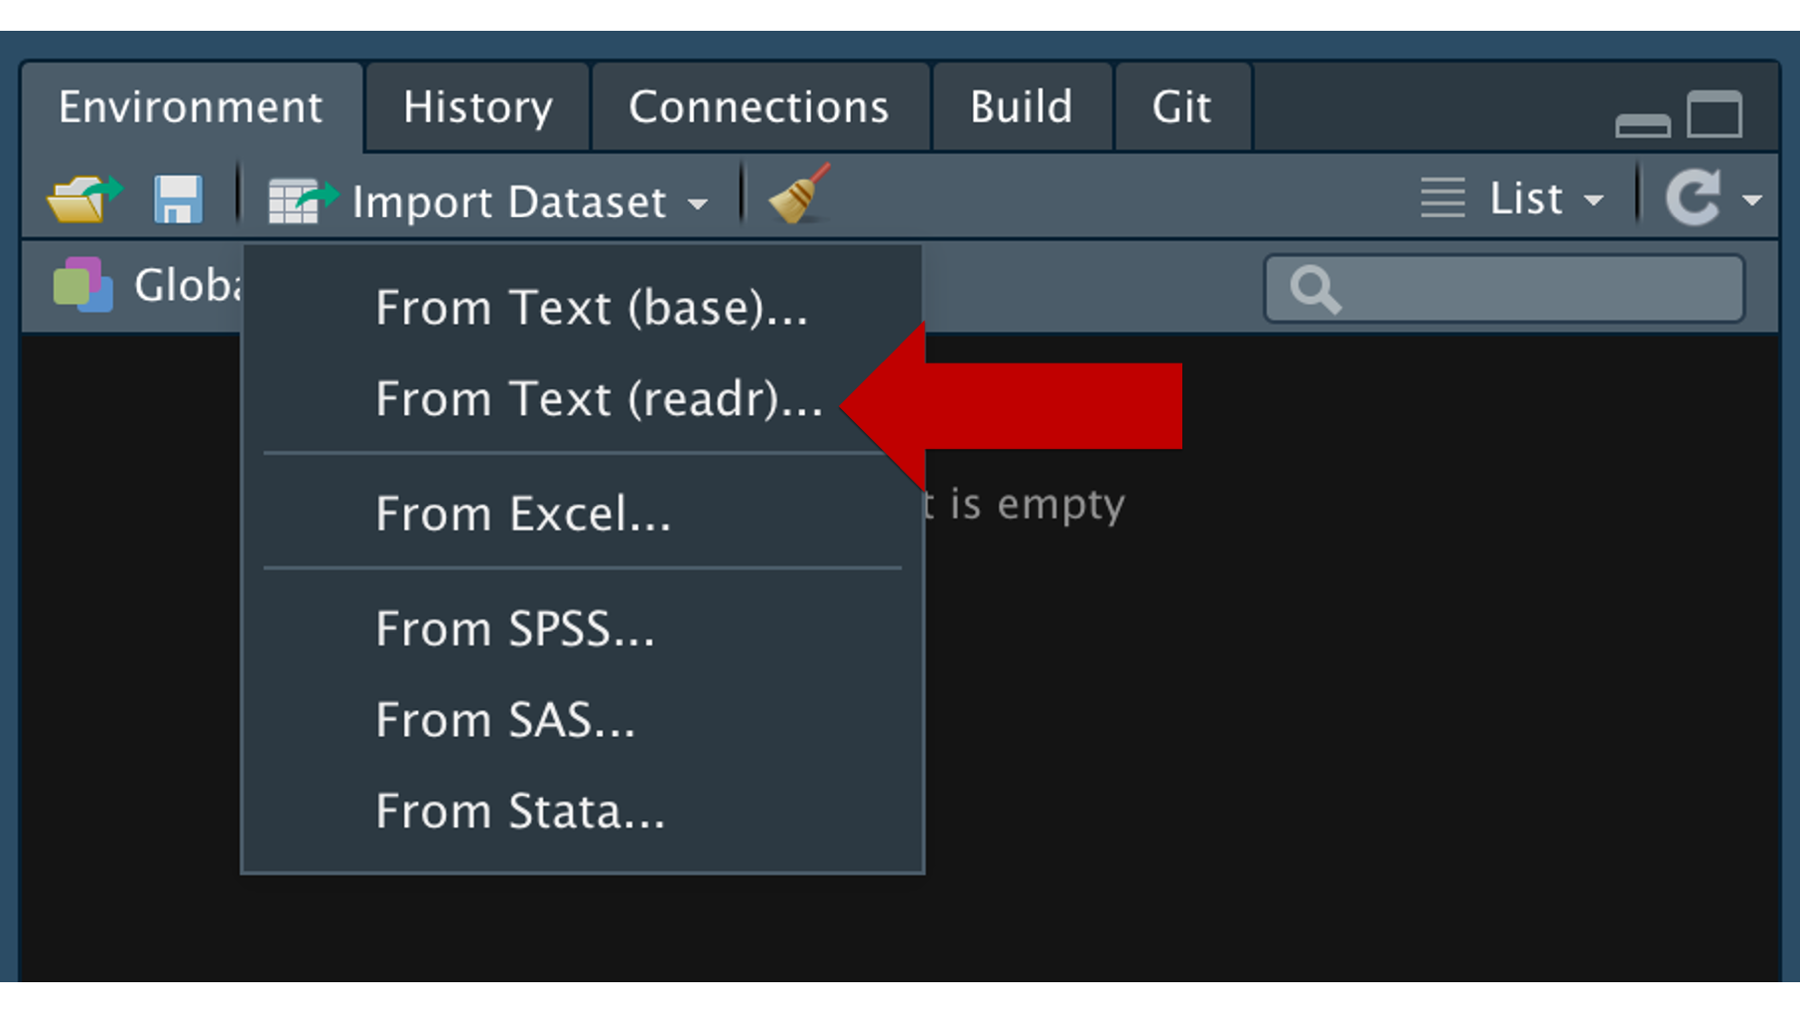 Environment History Connections Build Git
Import Dataset List
From Text (base)...
From Text (readr)...
From Excel...
From SPSS...
From SAS...
From Stata...
is empty